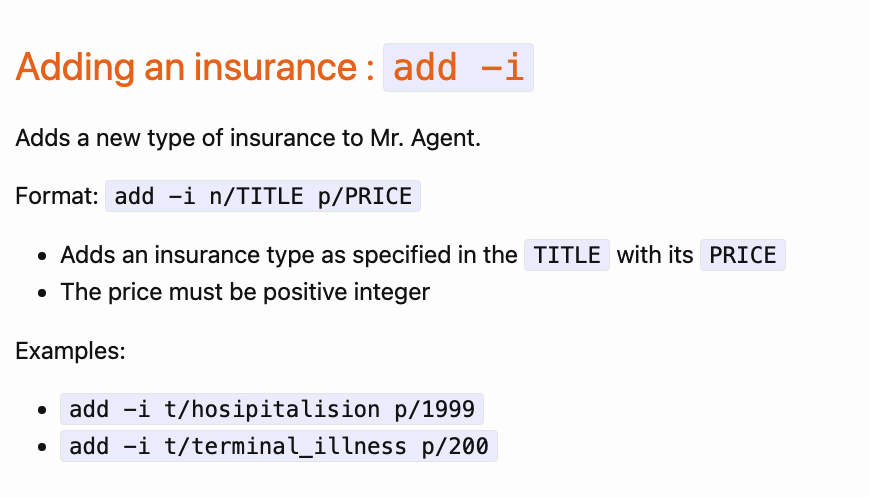 Adding an insurance : add -i
Adds a new type of insurance to Mr. Agent.
Format: add -i n/TITLE p/PRICE
• Adds an insurance type as specified in the TITLE with its PRICE
• The price must be positive integer
Examples:
• add -i t/hosipitalision p/1999
• add -i t/terminal_illness p/200